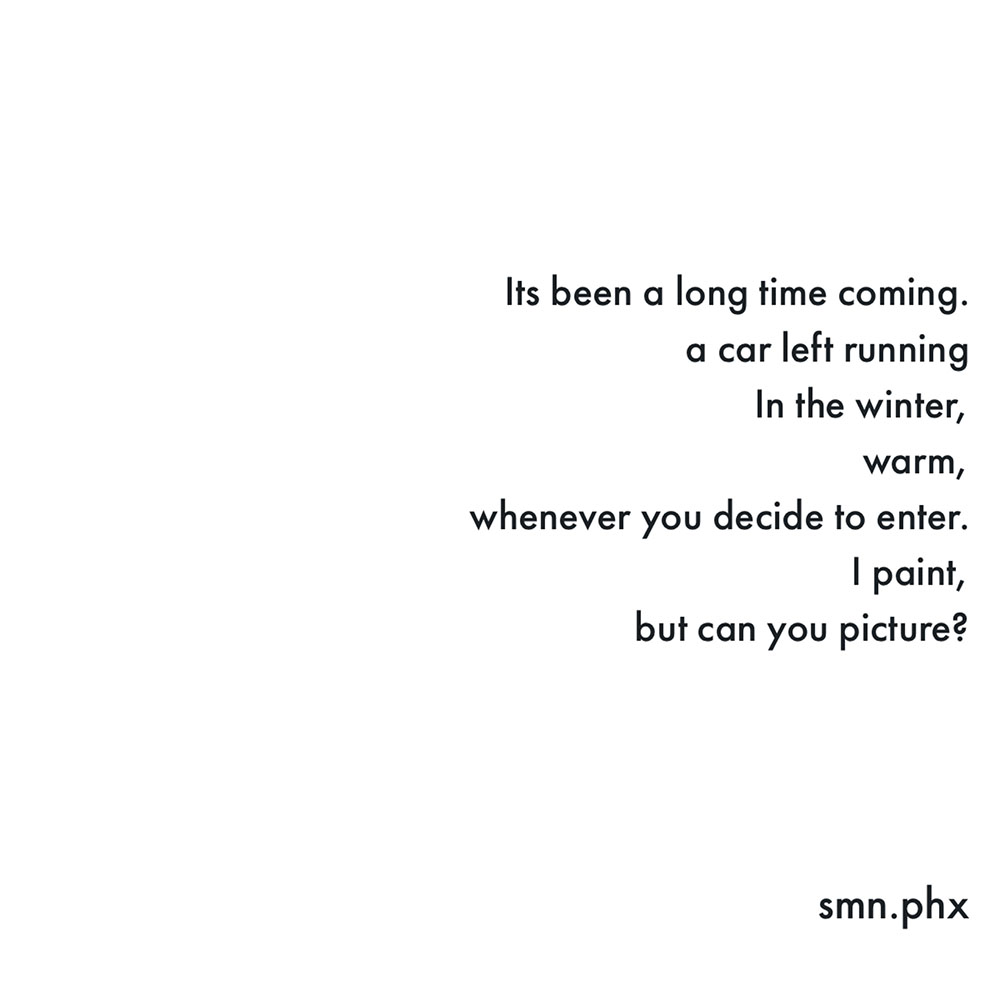 Its been a long time coming.
a car left running
In the winter,
warm,
whenever you decide to enter.
I paint,
but can you picture?
smn.phx